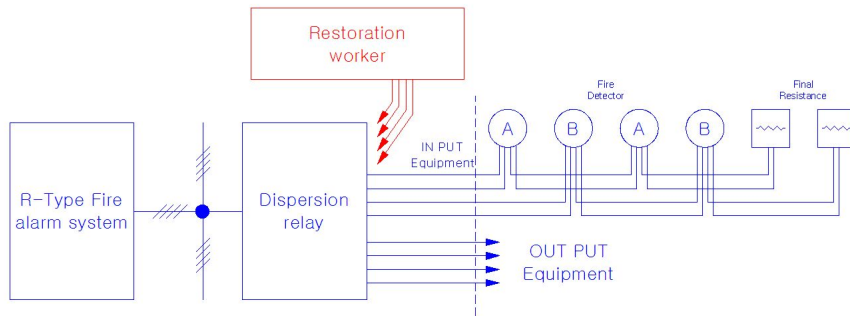 Restoration
worker
Fire
Detector
Final
Resistance
A
B
A
B
IN PUT
Equipment
R-Type Fire
alarm system
Dispersion
relay
OUT PUT
Equipment